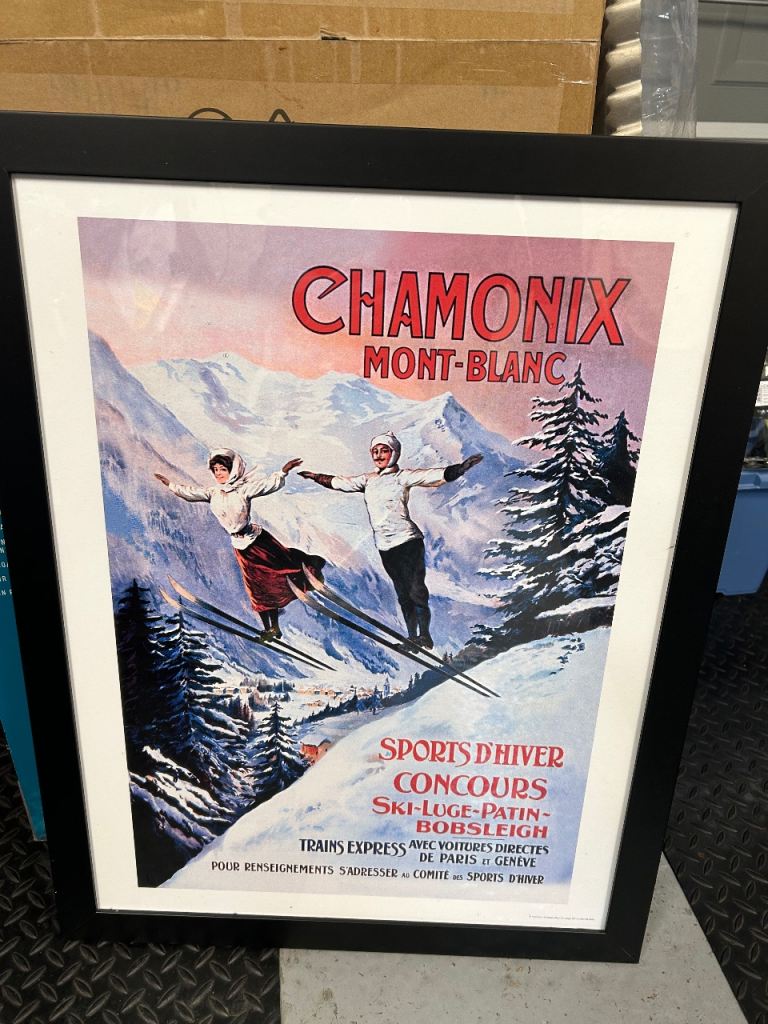 CHAMONIX
MONT-BLANC
SPORTS D'HIVER
CONCOURS
SKI-LUGE-PATIN-
BOBSLEIGH
TRAINS EXPRESS AVEC VOITURES DIRECTES
DE PARIS ET GENÈVE
POUR RENSEIGNEMENTS S'ADRESSER AU COMITÉ DES SPORTS D'HIVER